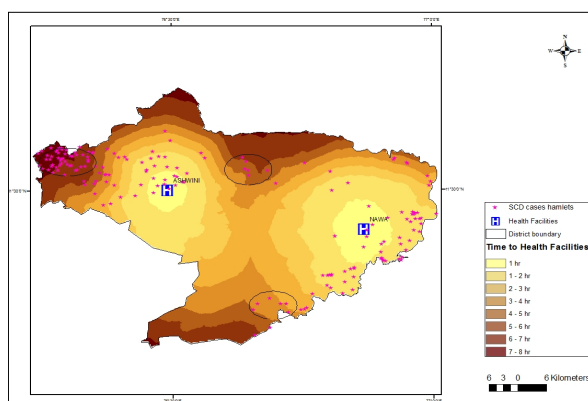 N
W E
S
ASHWINI
NAWA
SCD cases hamlets
Health Facilities
District boundary
Time to Health Facilities
1 hr
1 - 2 hr
2 - 3 hr
3 - 4 hr
4 - 5 hr
5 - 6 hr
6 - 7 hr
7 - 8 hr
6 3 0 6 Kilometers